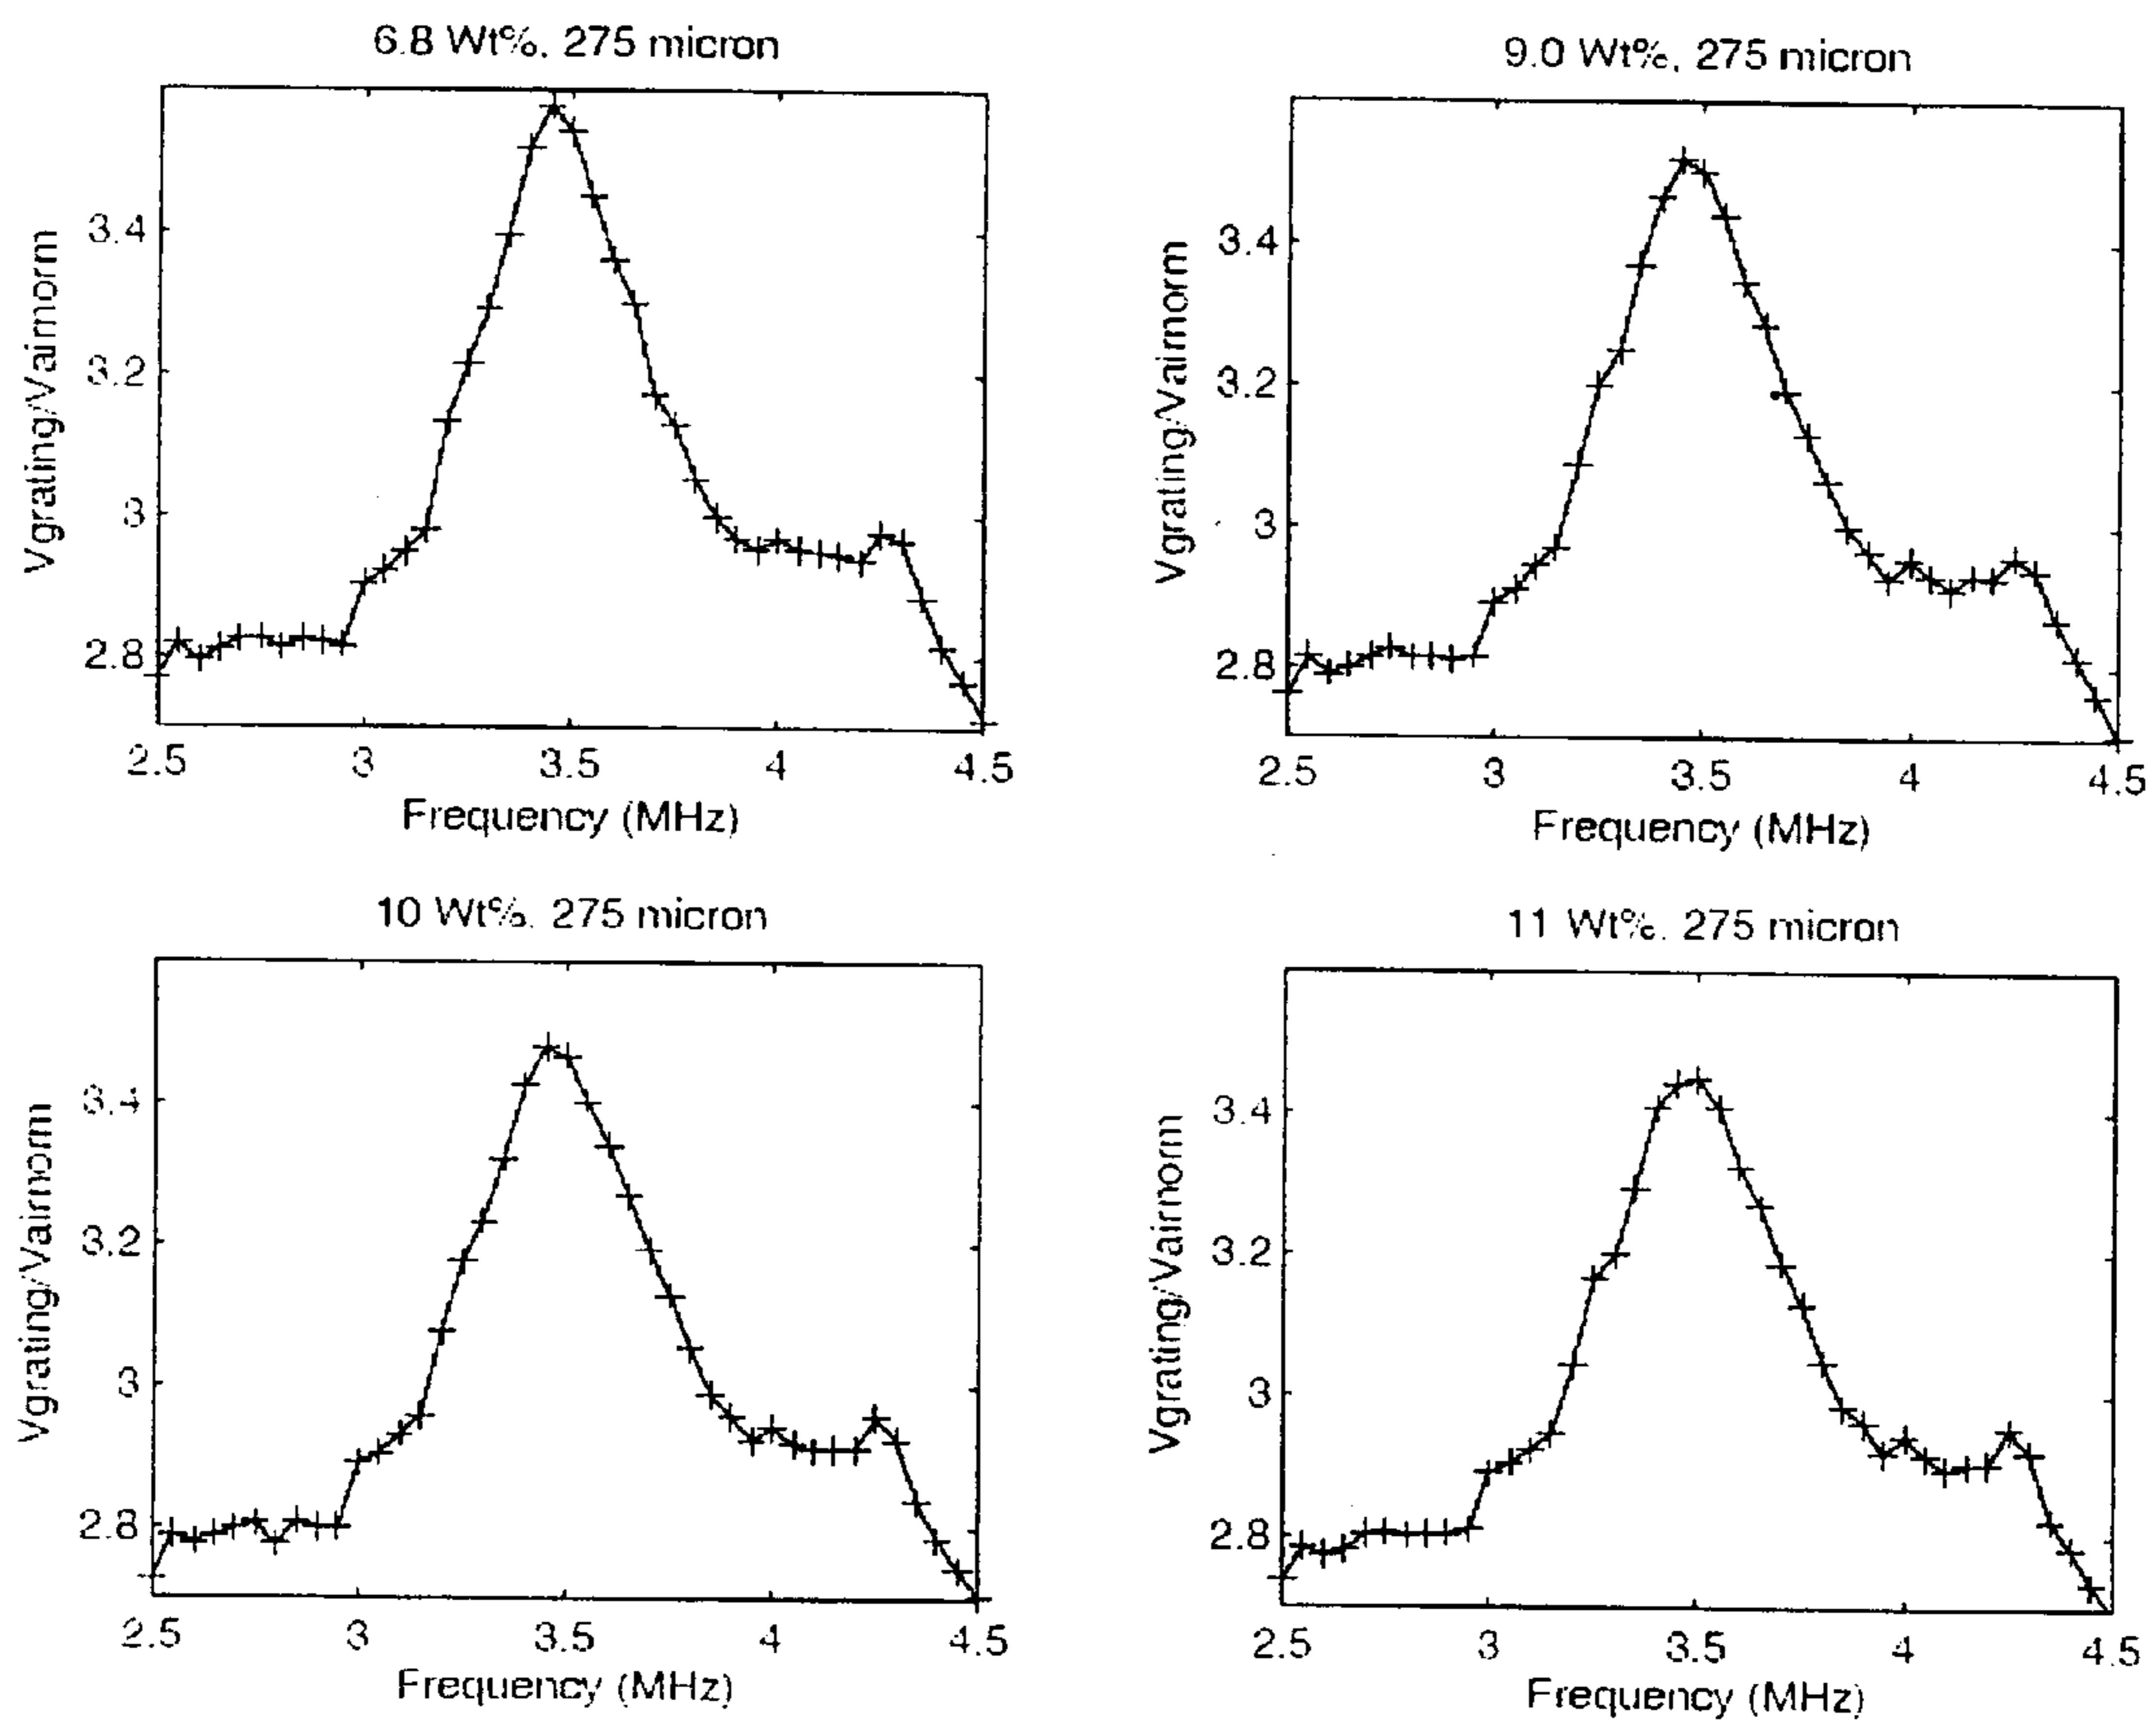 6.8 Wt%, 275 micron
Vgrating/Vairnorm
3.4
3.2
3
2.8
2.5 3 3.5 4 4.5
Frequency (MHz)
9.0 Wt%, 275 micron
Vgrating/Vairnorm
3.4
3.2
3
2.8
2.5 3 3.5 4 4.5
Frequency (MHz)
10 Wt%, 275 micron
Vgrating/Vairnorm
3.4
3.2
3
2.8
2.5 3 3.5 4 4.5
Frequency (MHz)
11 Wt%, 275 micron
Vgrating/Vairnorm
3.4
3.2
3
2.8
2.5 3 3.5 4 4.5
Frequency (MHz)